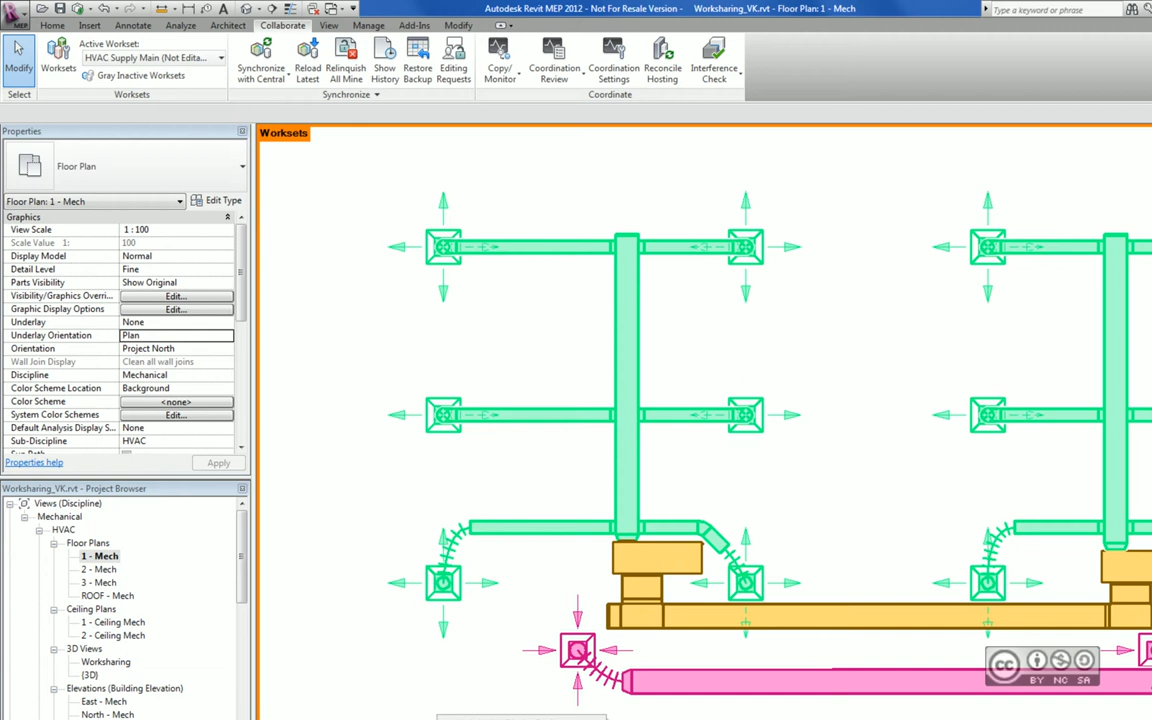 Autodesk Revit MEP 2012 - Not For Resale Version - Worksharing_VK.rvt - Floor Plan: 1 - Mech
Type a keyword or phrase
MEP
Home Insert Annotate Analyze Architect Collaborate View Manage Add-Ins Modify
Modify
Worksets
Active Workset:
HVAC Supply Main (Not Edita...
Gray Inactive Worksets
Synchronize with Central
Reload Latest
Relinquish All Mine
Show History
Restore Backup
Editing Requests
Copy/ Monitor
Coordination Review
Coordination Settings
Reconcile Hosting
Interference Check
Select Worksets Synchronize Coordinate
Properties
Worksets
Floor Plan
Floor Plan: 1 - Mech Edit Type
Graphics
View Scale 1 : 100
Scale Value 1: 100
Display Model Normal
Detail Level Fine
Parts Visibility Show Original
Visibility/Graphics Overri... Edit...
Graphic Display Options Edit...
Underlay None
Underlay Orientation Plan
Orientation Project North
Wall Join Display Clean all wall joins
Discipline Mechanical
Color Scheme Location Background
Color Scheme <none>
System Color Schemes Edit...
Default Analysis Display S... None
Sub-Discipline HVAC
Properties help Apply
Worksharing_VK.rvt - Project Browser
Views (Discipline)
Mechanical
HVAC
Floor Plans
1 - Mech
2 - Mech
3 - Mech
ROOF - Mech
Ceiling Plans
1 - Ceiling Mech
2 - Ceiling Mech
3D Views
Worksharing
{3D}
Elevations (Building Elevation)
East - Mech
North - Mech
cc
BY NC SA